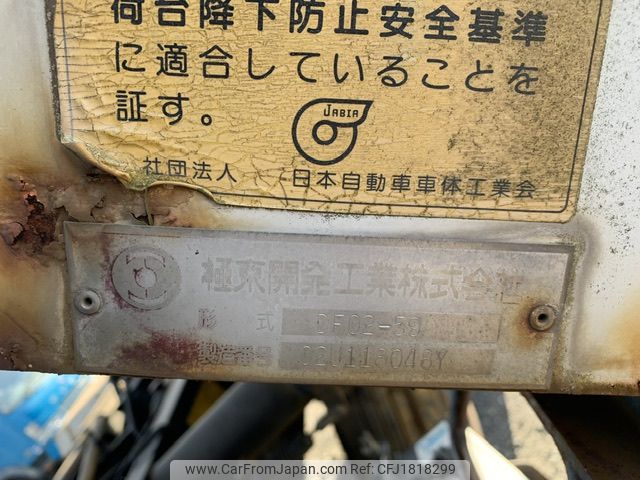 荷台降下防止安全基準
に適合していることを
証す。
JABIA
社団法人 日本自動車車体工業会
極東開発工業株式会社
形式 DF02-59
製造番号
www.CarFromJapan.com | ID: CFJ1818299